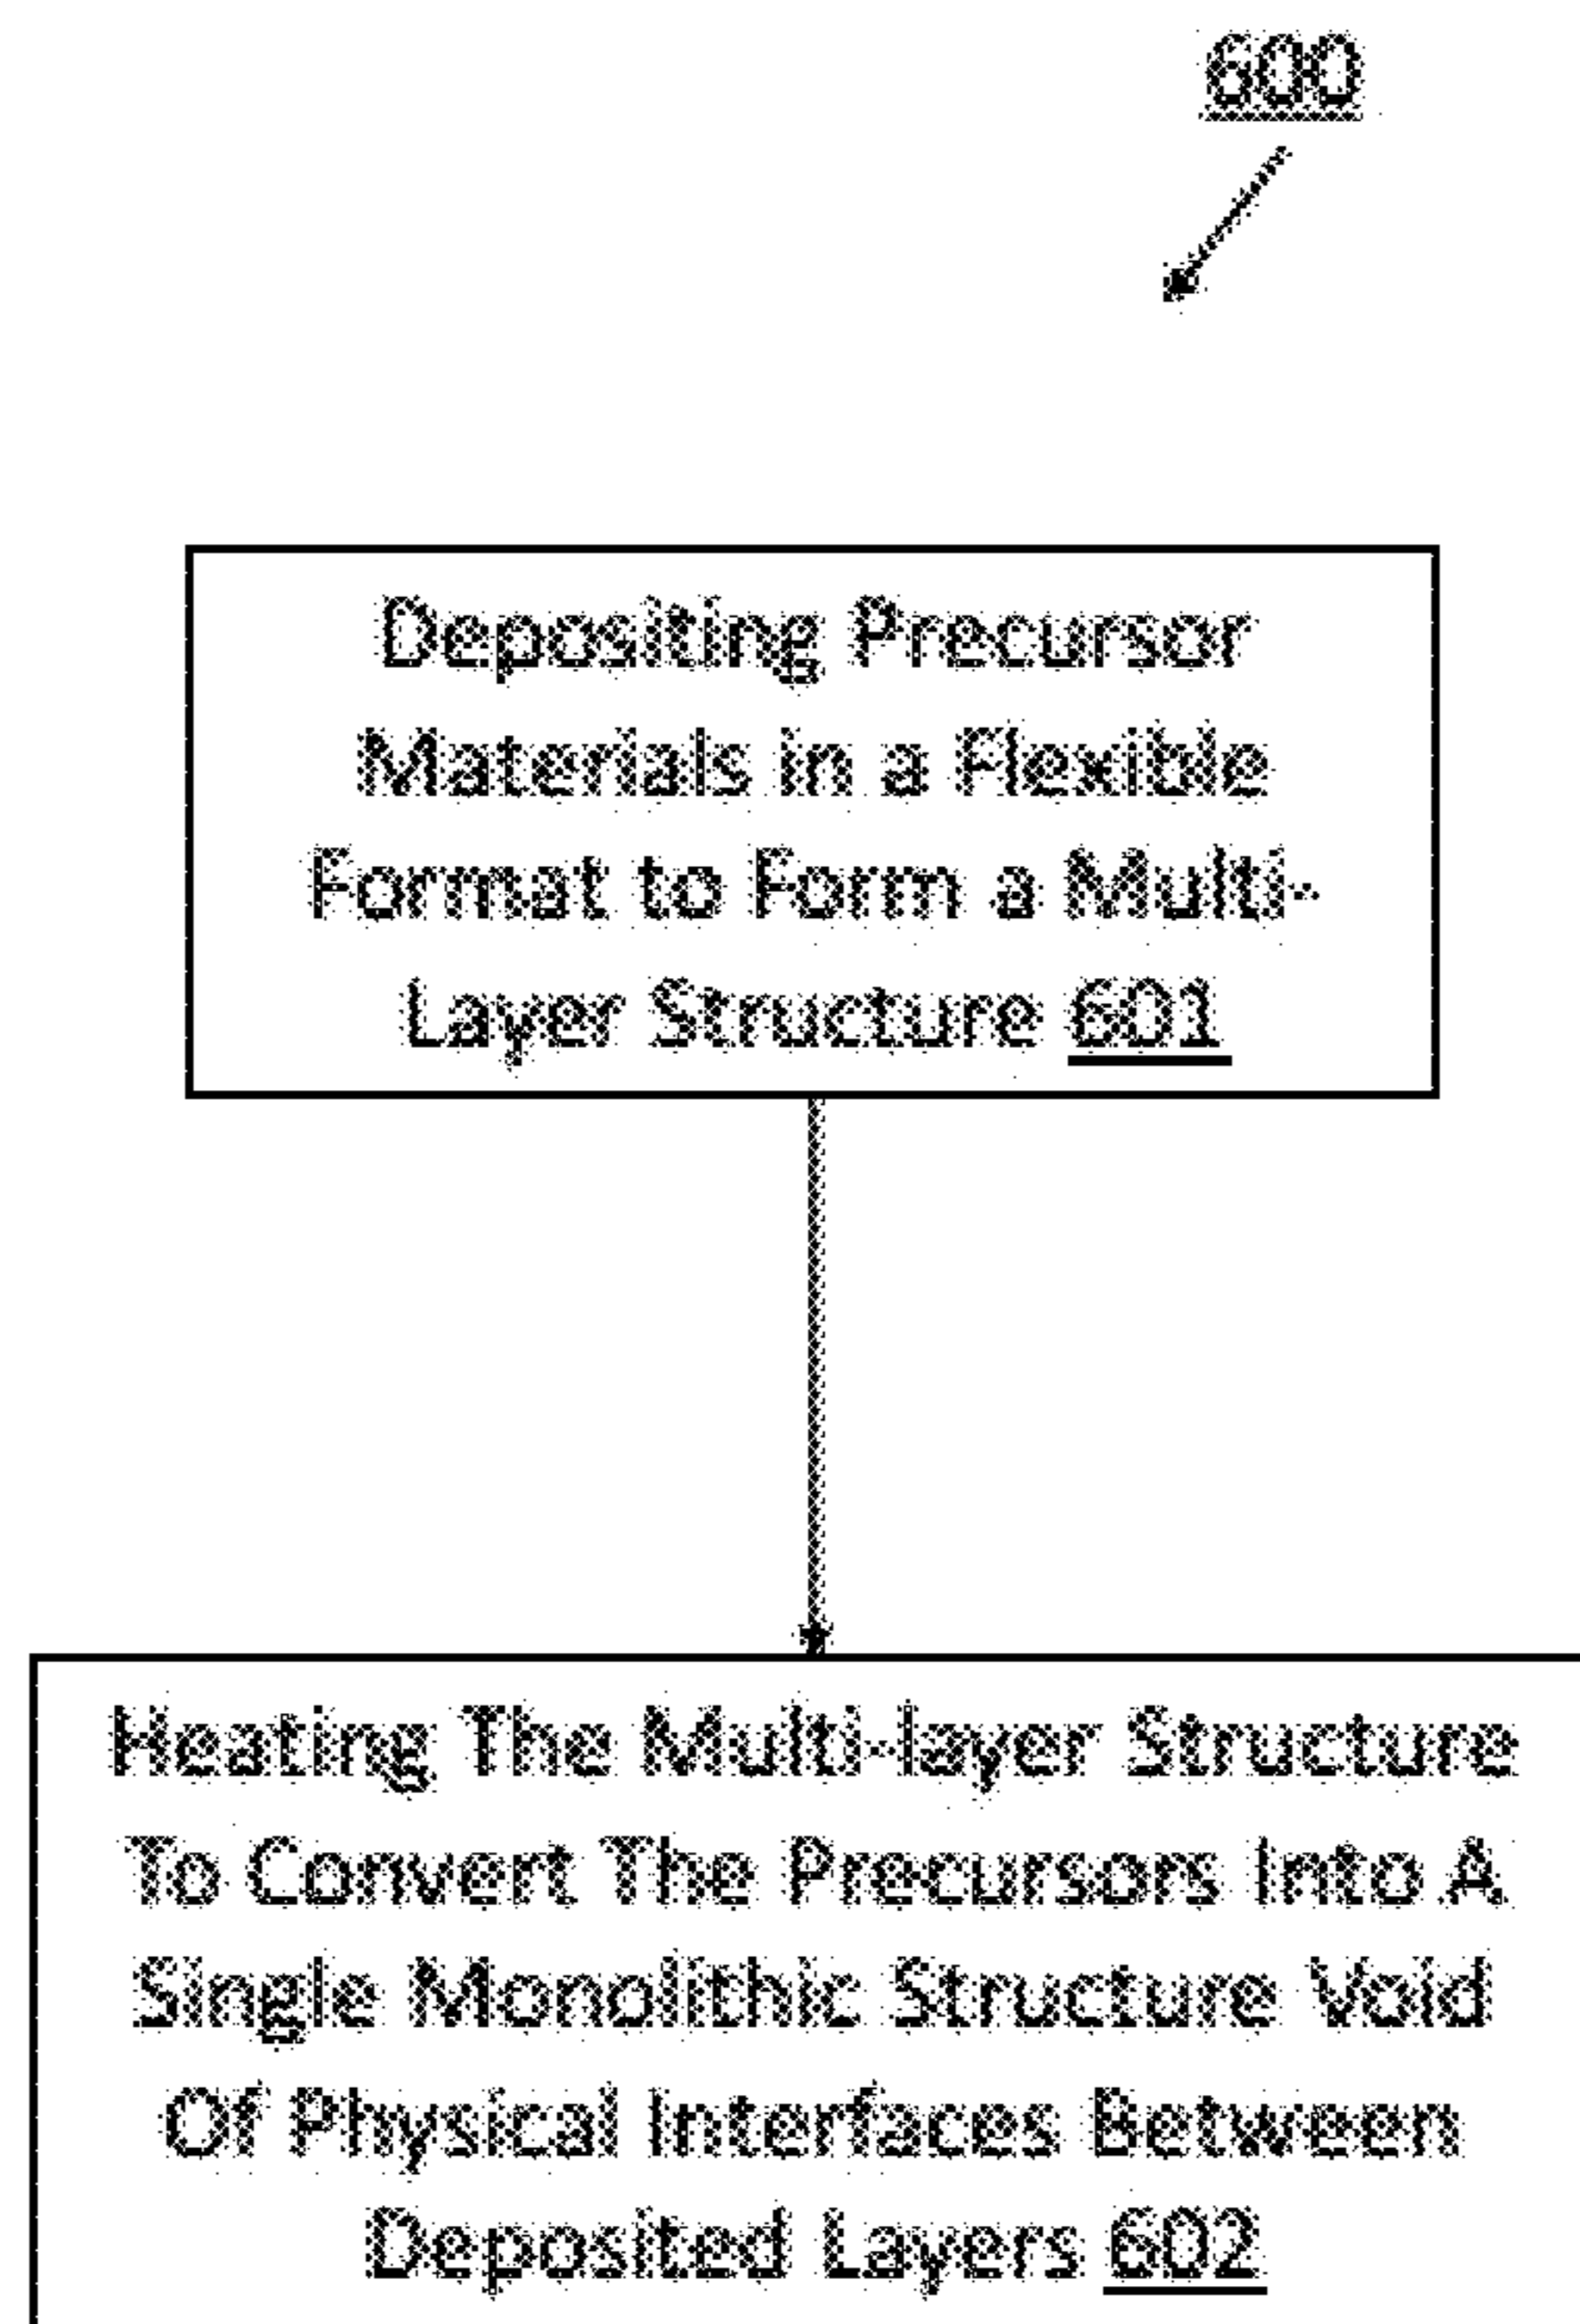 600
Depositing Precursor
Materials in a Flexible
Format to Form a Multi-
Layer Structure 601
Heating The Multi-layer Structure
To Convert The Precursors Into A
Single Monolithic Structure Void
Of Physical Interfaces Between
Deposited Layers 602